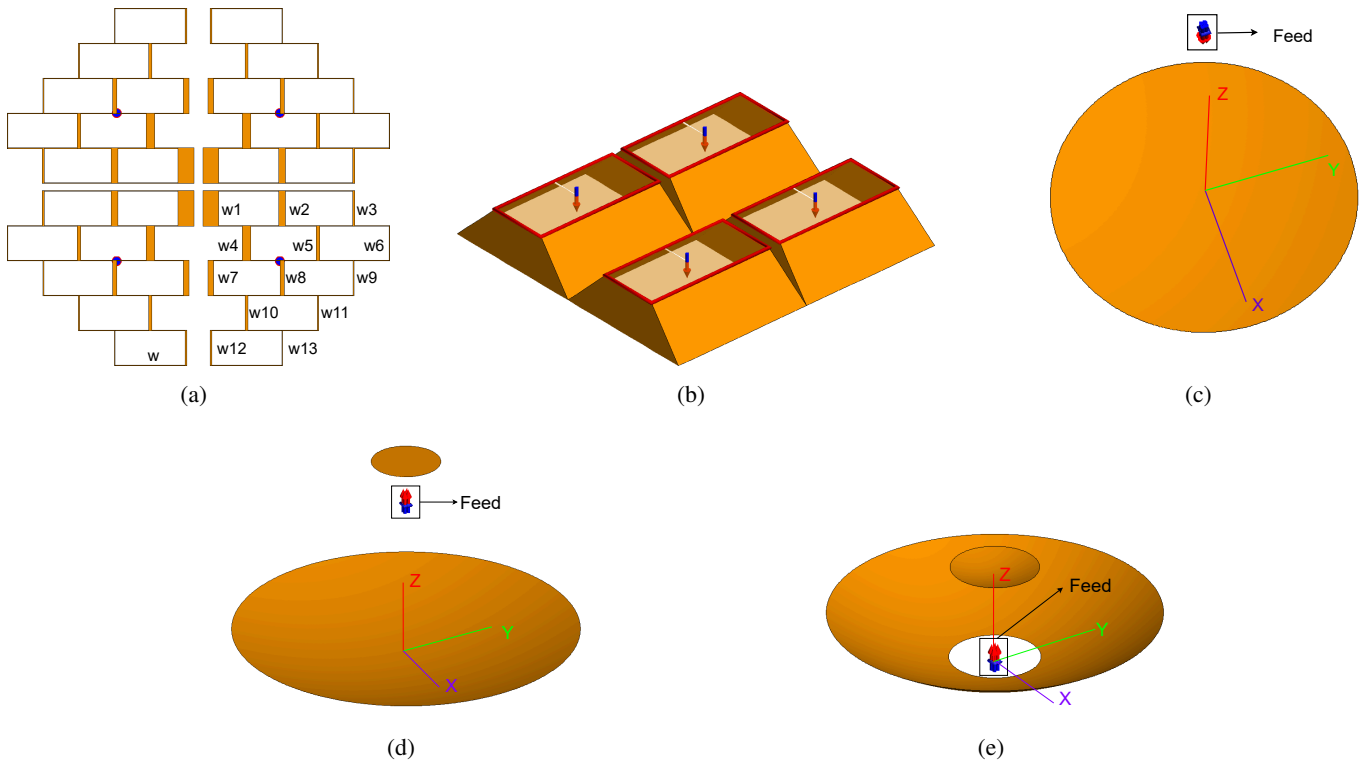 w1 w2 w3
w4 w5 w6
w7 w8 w9
w10 w11
w w12 w13
(a)
(b)
Feed
Z
Y
X
(c)
Feed
Z
Y
X
(d)
Feed
Z
Y
X
(e)